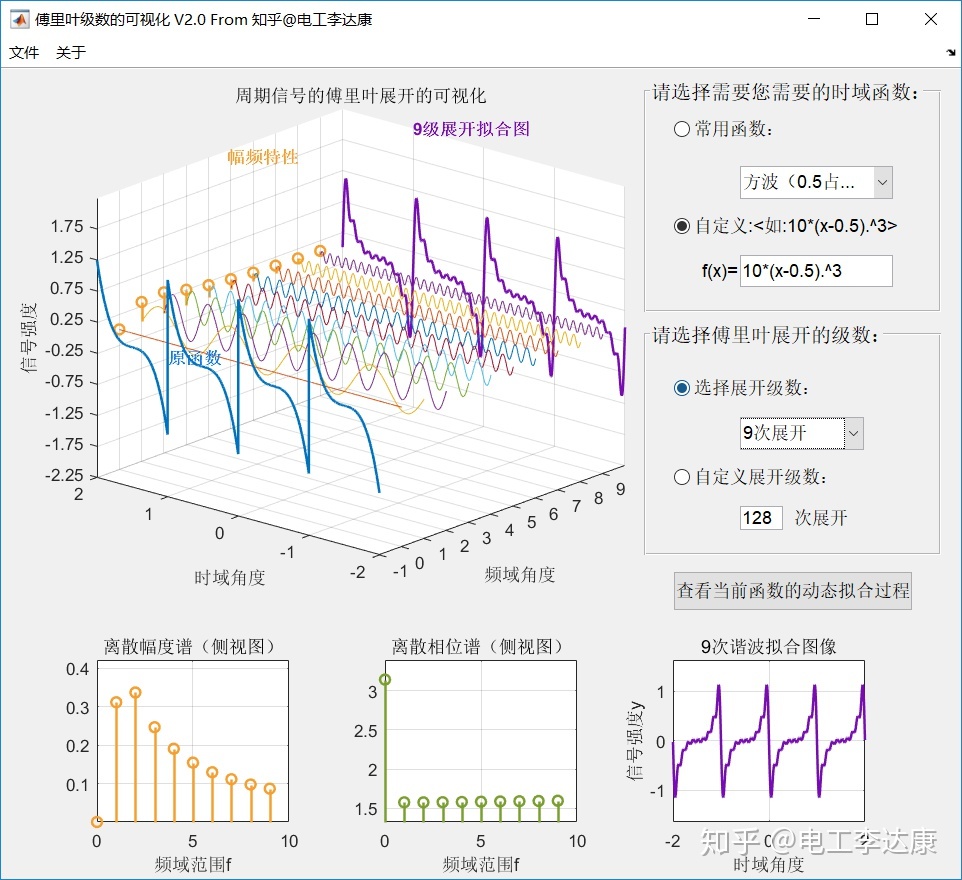 傅里叶级数的可视化 V2.0 From 知乎@电工李达康
文件 关于
周期信号的傅里叶展开的可视化
9级展开拟合图
幅频特性
原函数
信号强度
1.75
1.25
0.75
0.25
-0.25
-0.75
-1.25
-1.75
-2.25
2
1
0
-1
-2
时域角度
-1
0
1
2
3
4
5
6
7
8
9
频域角度
请选择需要您需要的时域函数:
常用函数:
方波（0.5占...
自定义:<如:10*(x-0.5).^3>
f(x)= 10*(x-0.5).^3
请选择傅里叶展开的级数:
选择展开级数:
9次展开
自定义展开级数:
128 次展开
查看当前函数的动态拟合过程
离散幅度谱（侧视图）
0.4
0.3
0.2
0.1
0 5 10
频域范围f
离散相位谱（侧视图）
3
2.5
2
1.5
0 5 10
频域范围f
9次谐波拟合图像
信号强度y
1
0
-1
-2 0 2
时域角度
知乎 @电工李达康